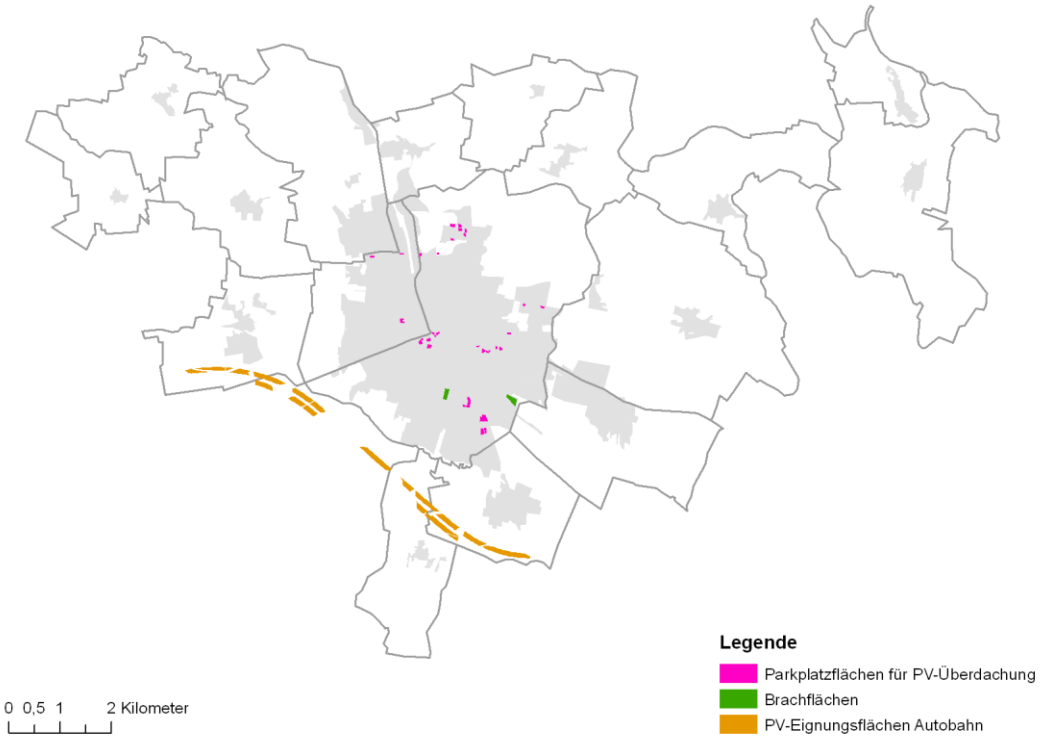 Legende
Parkplatzflächen für PV-Überdachung
Brachflächen
PV-Eignungsflächen Autobahn
0 0,5 1 2 Kilometer